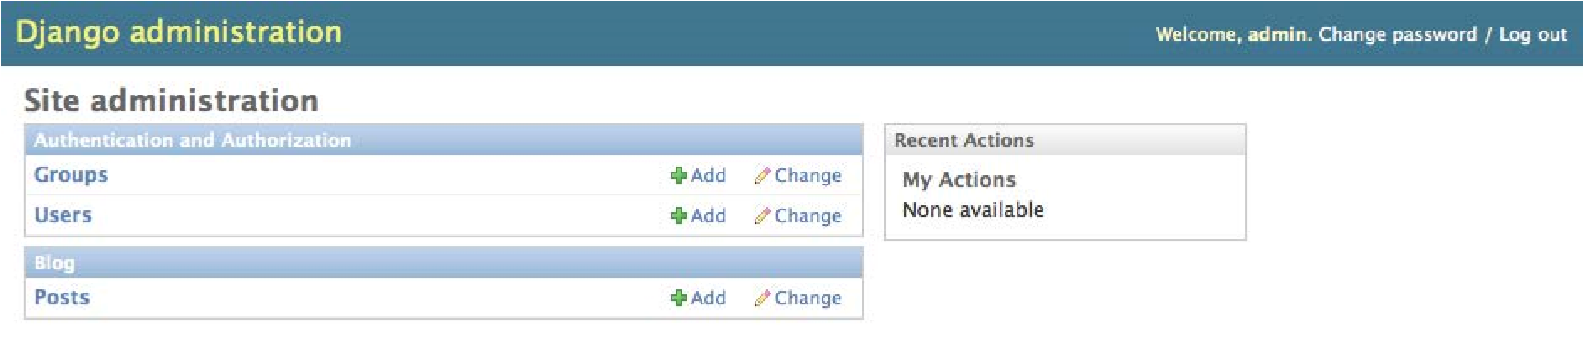 Django administration
Welcome, admin. Change password / Log out
Site administration
Authentication and Authorization
Groups Add Change
Users Add Change
Blog
Posts Add Change
Recent Actions
My Actions
None available